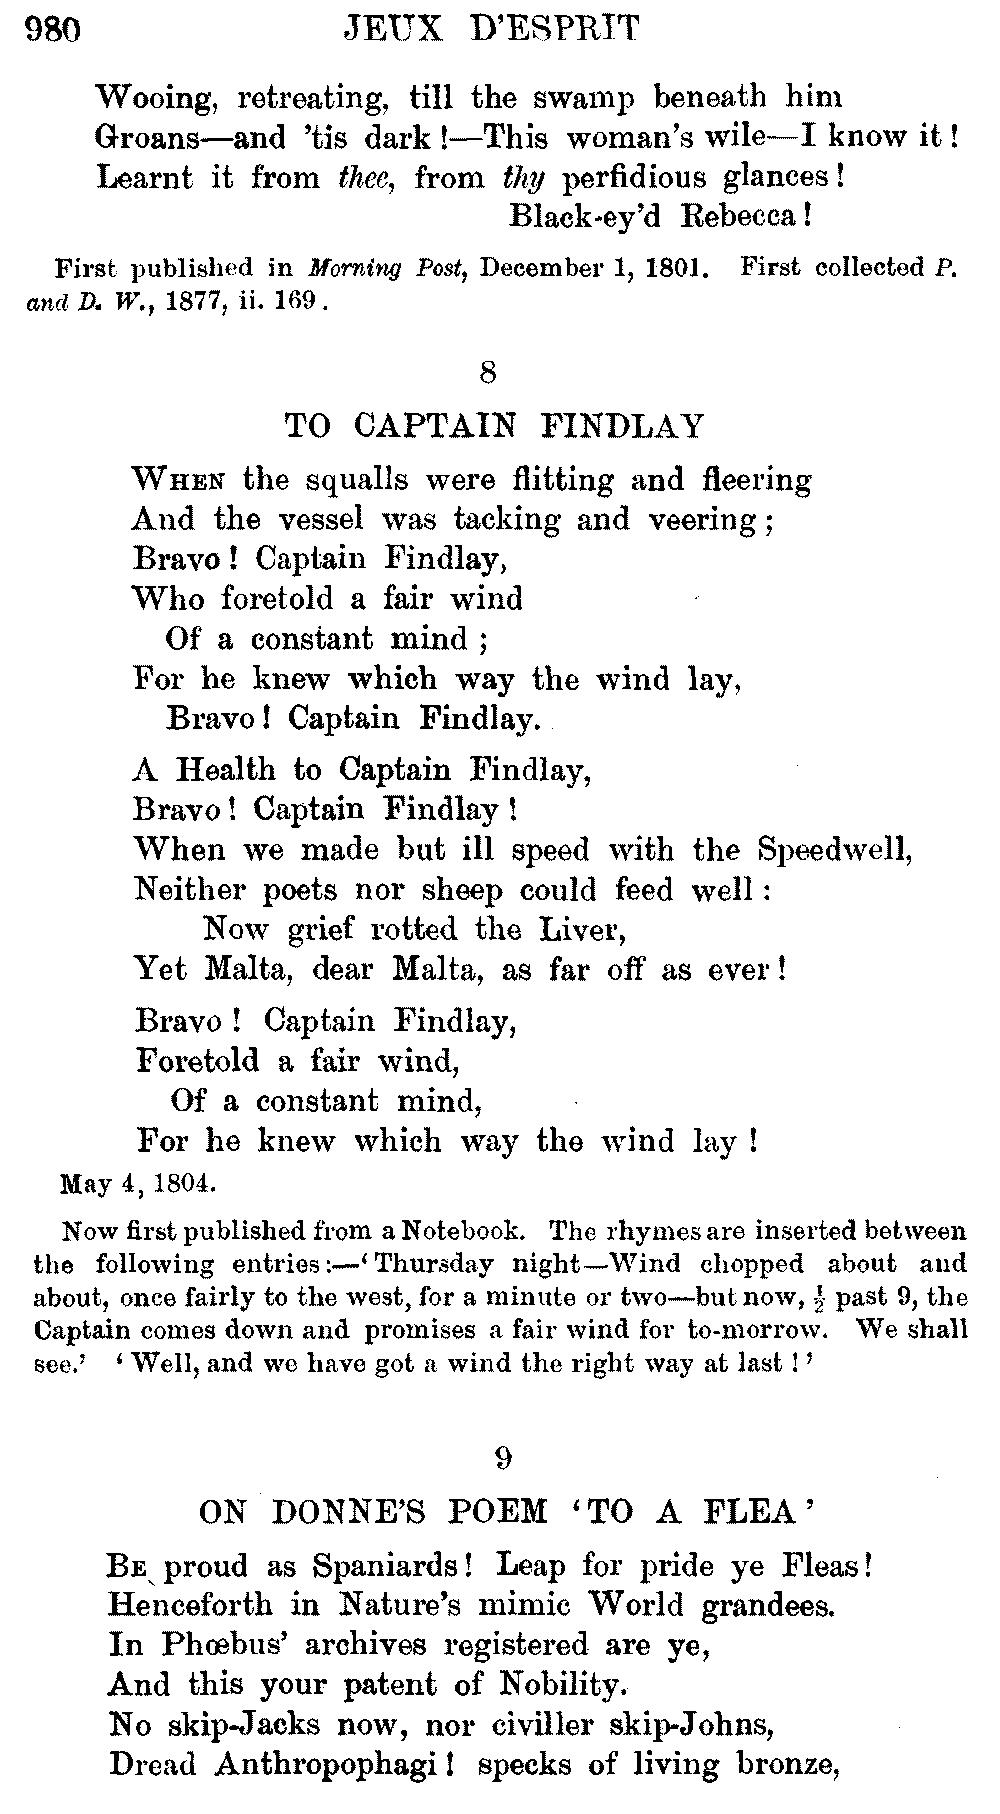 980 JEUX D'ESPRIT
Wooing, retreating, till the swamp beneath him
Groans—and 'tis dark!—This woman's wile—I know it!
Learnt it from thee, from thy perfidious glances!
Black-ey'd Rebecca!
First published in Morning Post, December 1, 1801. First collected P.
and D. W., 1877, ii. 169.
8
TO CAPTAIN FINDLAY
WHEN the squalls were flitting and fleering
And the vessel was tacking and veering;
Bravo! Captain Findlay,
Who foretold a fair wind
Of a constant mind;
For he knew which way the wind lay,
Bravo! Captain Findlay.
A Health to Captain Findlay,
Bravo! Captain Findlay!
When we made but ill speed with the Speedwell,
Neither poets nor sheep could feed well:
Now grief rotted the Liver,
Yet Malta, dear Malta, as far off as ever!
Bravo! Captain Findlay,
Foretold a fair wind,
Of a constant mind,
For he knew which way the wind lay!
May 4, 1804.
Now first published from a Notebook. The rhymes are inserted between
the following entries:—'Thursday night—Wind chopped about and
about, once fairly to the west, for a minute or two—but now, ½ past 9, the
Captain comes down and promises a fair wind for to-morrow. We shall
see.' 'Well, and we have got a wind the right way at last!'
9
ON DONNE'S POEM 'TO A FLEA'
BE proud as Spaniards! Leap for pride ye Fleas!
Henceforth in Nature's mimic World grandees.
In Phœbus' archives registered are ye,
And this your patent of Nobility.
No skip-Jacks now, nor civiller skip-Johns,
Dread Anthropophagi! specks of living bronze,